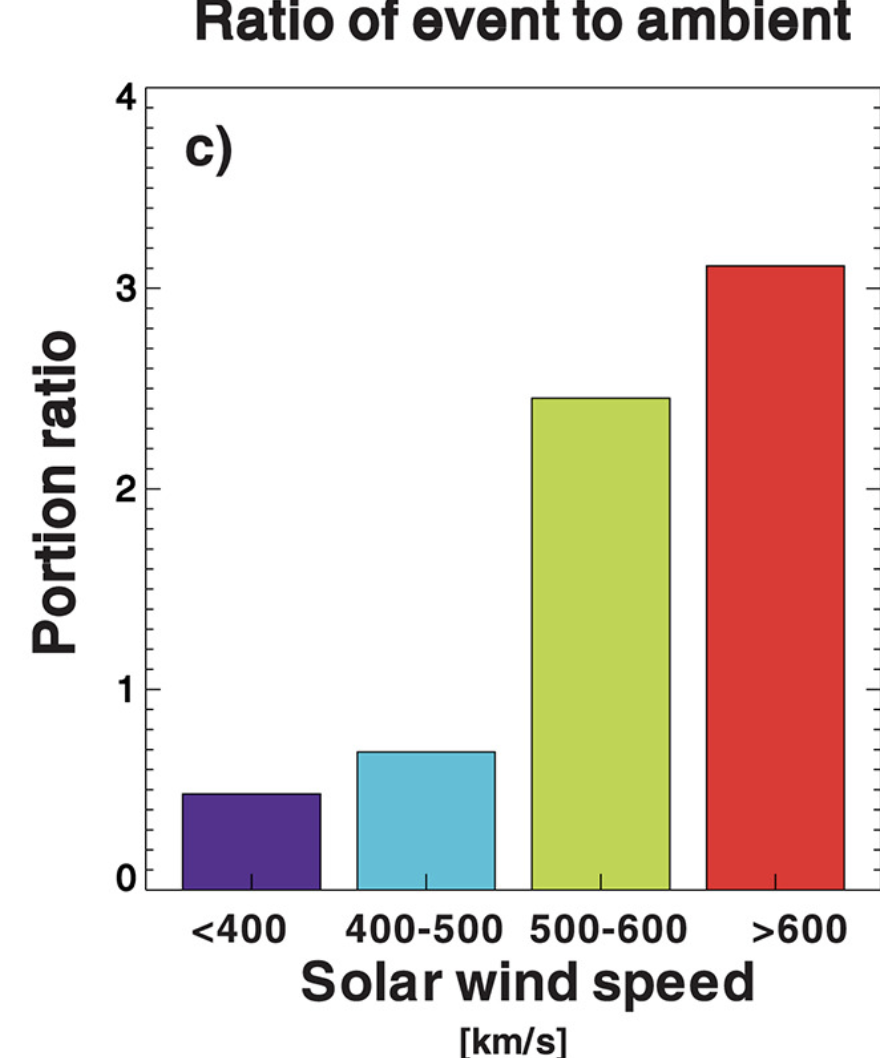 Ratio of event to ambient
c)
4
3
2
1
0
Portion ratio
<400 400-500 500-600 >600
Solar wind speed
[km/s]